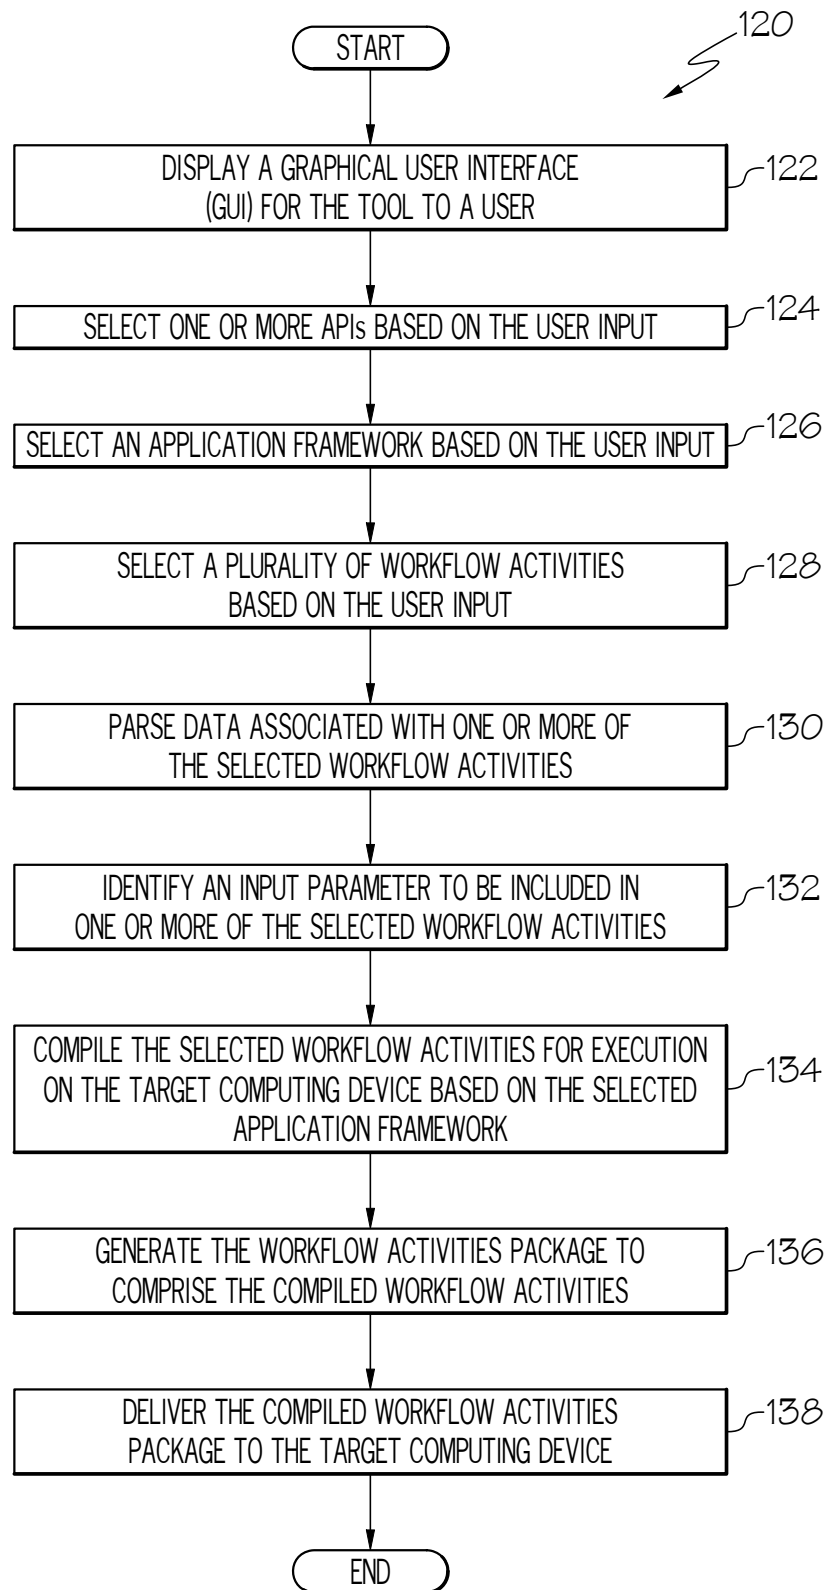 120
START
DISPLAY A GRAPHICAL USER INTERFACE
(GUI) FOR THE TOOL TO A USER
122
SELECT ONE OR MORE APIs BASED ON THE USER INPUT
124
SELECT AN APPLICATION FRAMEWORK BASED ON THE USER INPUT
126
SELECT A PLURALITY OF WORKFLOW ACTIVITIES
BASED ON THE USER INPUT
128
PARSE DATA ASSOCIATED WITH ONE OR MORE OF
THE SELECTED WORKFLOW ACTIVITIES
130
IDENTIFY AN INPUT PARAMETER TO BE INCLUDED IN
ONE OR MORE OF THE SELECTED WORKFLOW ACTIVITIES
132
COMPILE THE SELECTED WORKFLOW ACTIVITIES FOR EXECUTION
ON THE TARGET COMPUTING DEVICE BASED ON THE SELECTED
APPLICATION FRAMEWORK
134
GENERATE THE WORKFLOW ACTIVITIES PACKAGE TO
COMPRISE THE COMPILED WORKFLOW ACTIVITIES
136
DELIVER THE COMPILED WORKFLOW ACTIVITIES
PACKAGE TO THE TARGET COMPUTING DEVICE
138
END